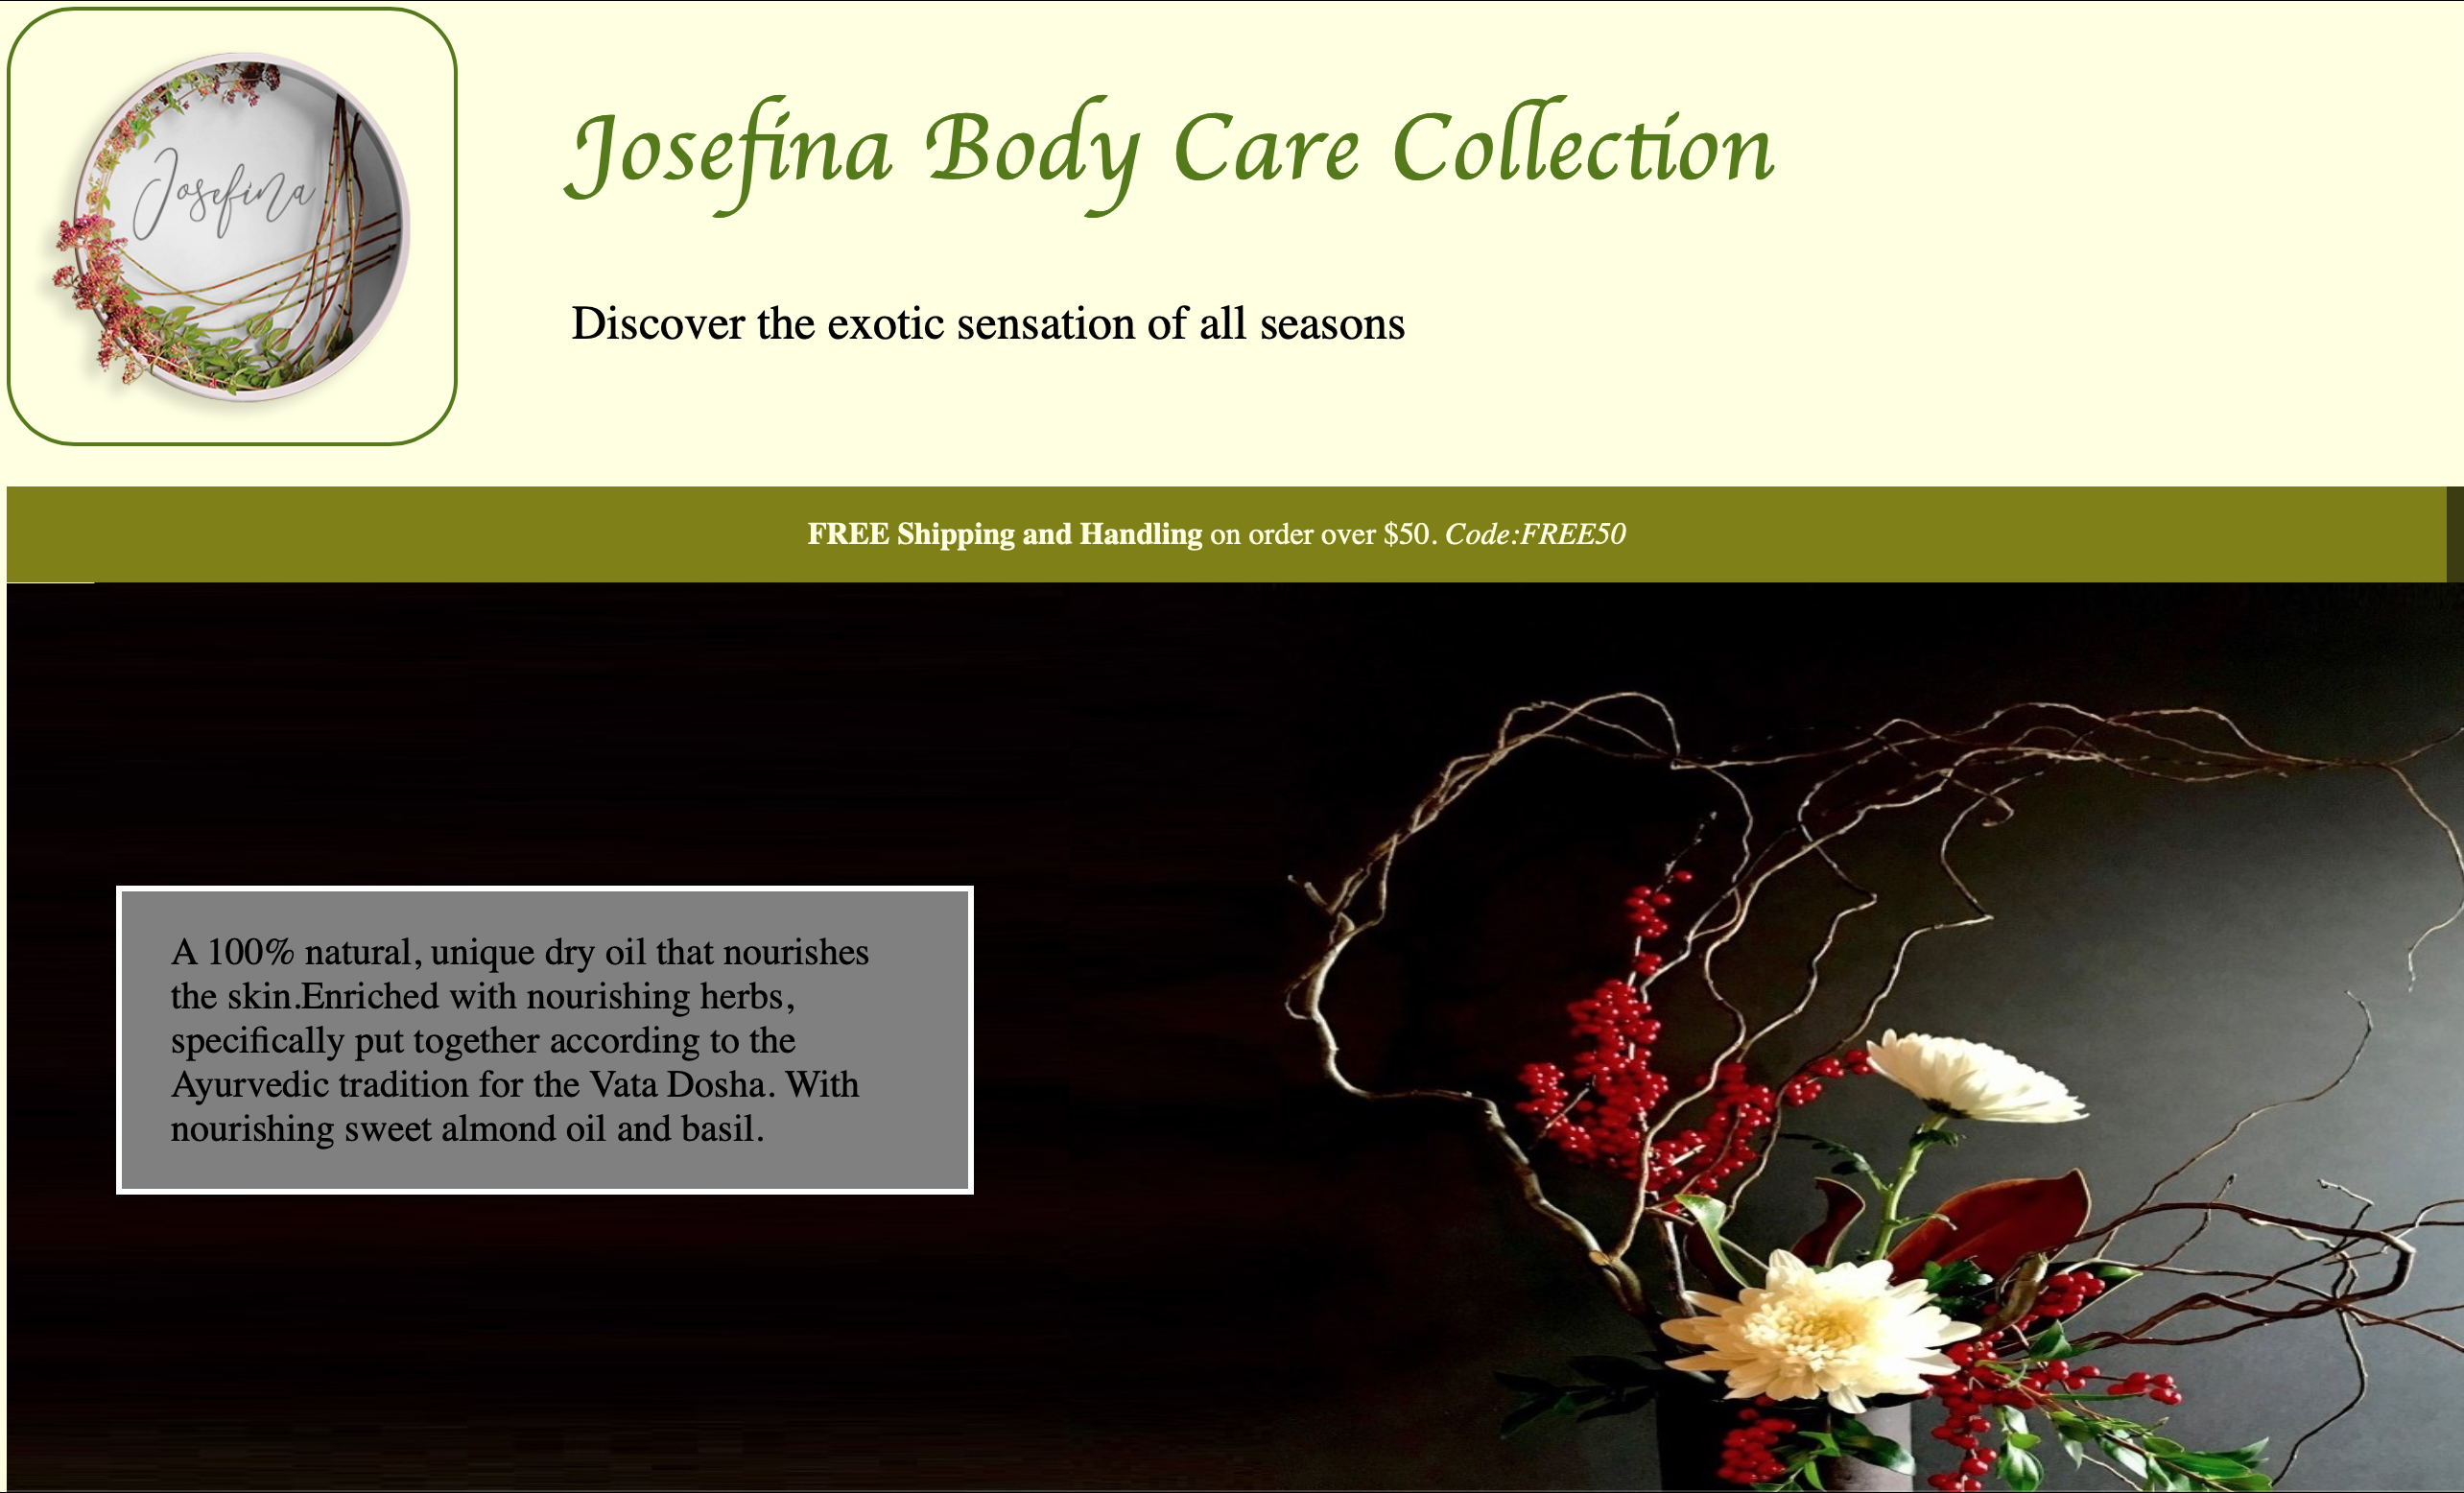 Josefina
Josefina Body Care Collection
Discover the exotic sensation of all seasons
FREE Shipping and Handling on order over $50. Code:FREE50
A 100% natural, unique dry oil that nourishes
the skin.Enriched with nourishing herbs,
specifically put together according to the
Ayurvedic tradition for the Vata Dosha. With
nourishing sweet almond oil and basil.